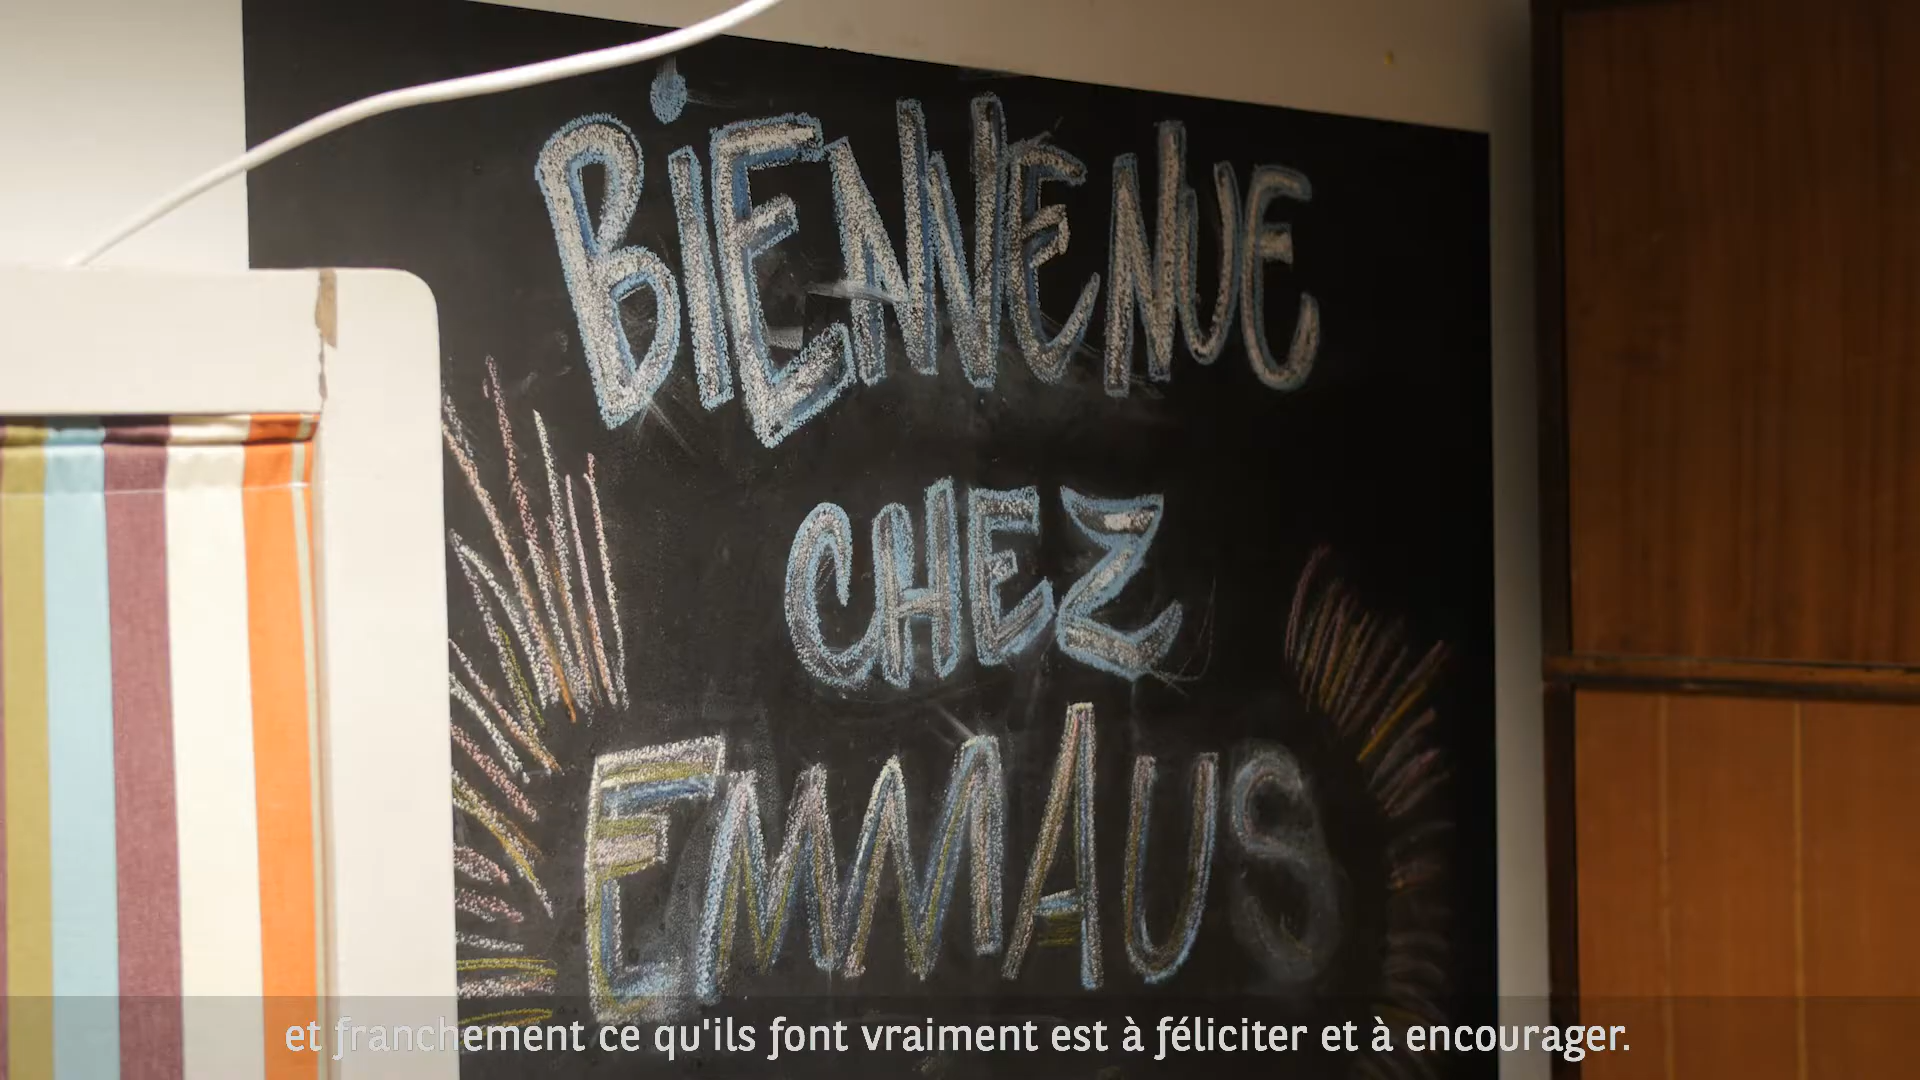 BiENVENUE
CHEZ
EMMAUS
et franchement ce qu'ils font vraiment est à féliciter et à encourager.